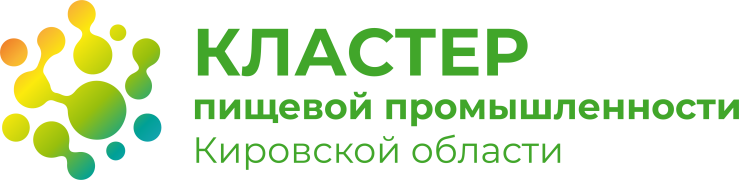 КЛАСТЕР
пищевой промышленности
Кировской области